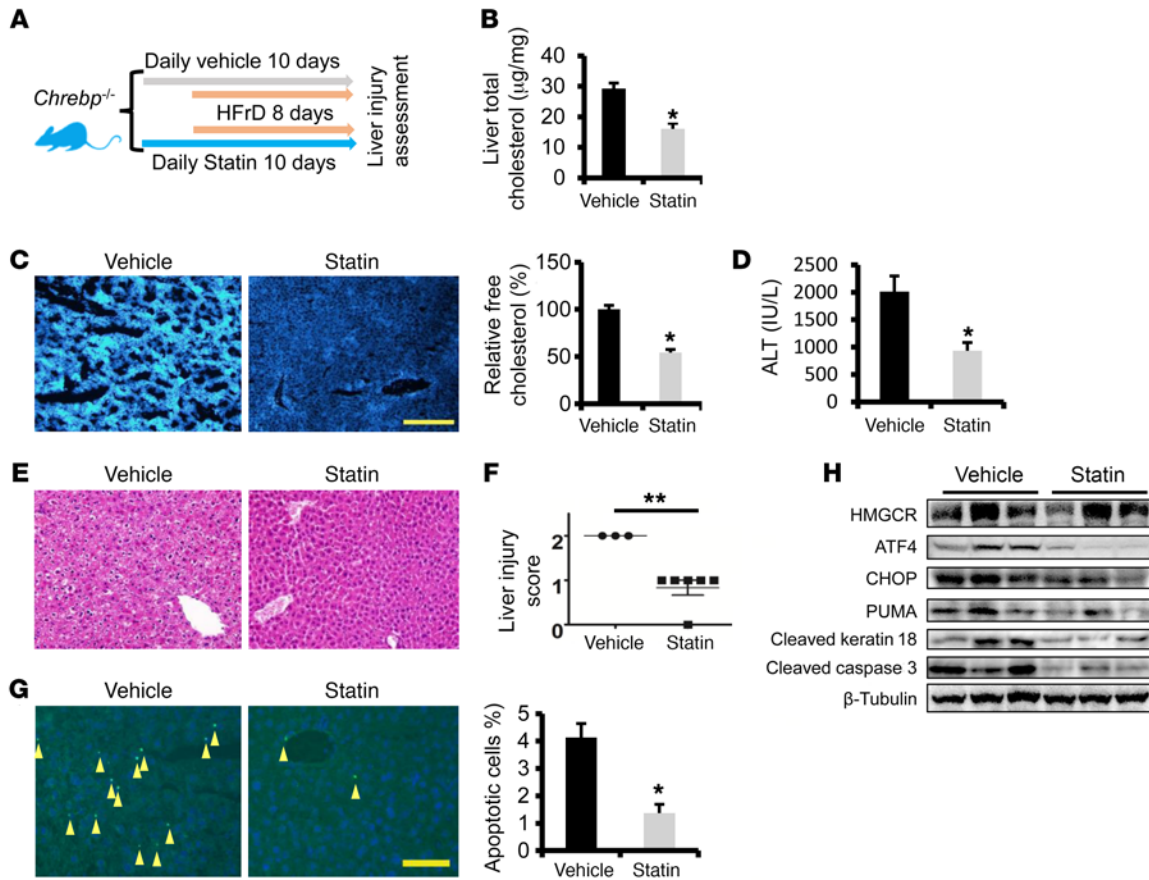 A
Daily vehicle 10 days
Chrebp-/-
HFrD 8 days
Daily Statin 10 days
Liver injury
assessment
B
Liver total
cholesterol (μg/mg)
40
30
20
10
0
*
Vehicle Statin
C
Vehicle Statin
Relative free
cholesterol (%)
150
100
50
0
*
Vehicle Statin
D
ALT (IU/L)
2500
2000
1500
1000
500
0
*
Vehicle Statin
E
Vehicle Statin
F
Liver injury
score
2
1
0
**
Vehicle Statin
G
Vehicle Statin
Apoptotic cells %)
5
4
3
2
1
0
*
Vehicle Statin
H
Vehicle Statin
HMGCR
ATF4
CHOP
PUMA
Cleaved keratin 18
Cleaved caspase 3
β-Tubulin